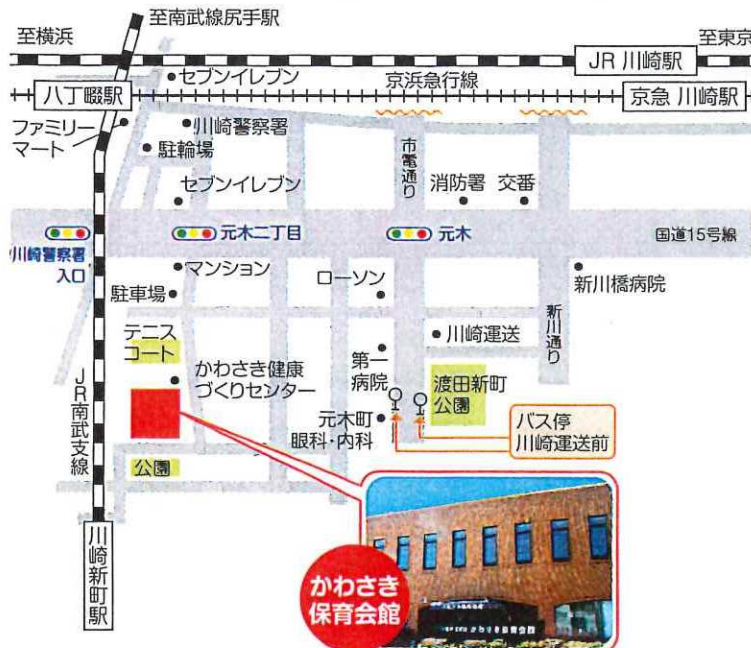 至南武線尻手駅
至横浜
至東京
JR 川崎駅
セブンイレブン
京浜急行線
八丁畷駅
京急 川崎駅
ファミリー
マート
川崎警察署
駐輪場
市電通り
セブンイレブン
消防署
交番
川崎警察署
入口
元木二丁目
元木
国道15号線
マンション
ローソン
新川橋病院
駐車場
新川通り
テニス
コート
川崎運送
かわさき健康
づくりセンター
第一
病院
渡田新町
公園
JR南武支線
元木町
眼科・内科
バス停
川崎運送前
公園
川崎新町駅
かわさき
保育会館
かわさき保育会館